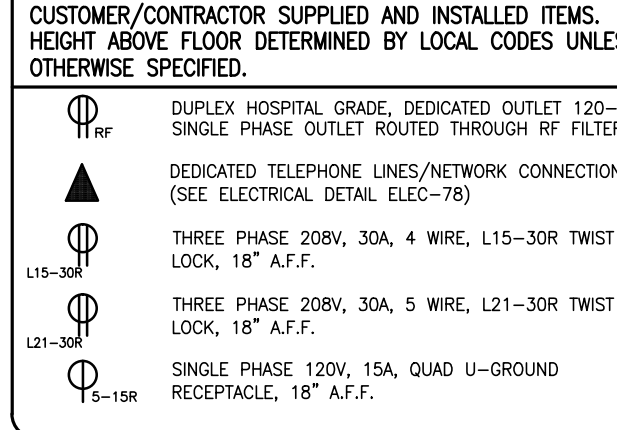 CUSTOMER/CONTRACTOR SUPPLIED AND INSTALLED ITEMS.
HEIGHT ABOVE FLOOR DETERMINED BY LOCAL CODES UNLES
OTHERWISE SPECIFIED.
RF DUPLEX HOSPITAL GRADE, DEDICATED OUTLET 120-
SINGLE PHASE OUTLET ROUTED THROUGH RF FILTER
DEDICATED TELEPHONE LINES/NETWORK CONNECTION
(SEE ELECTRICAL DETAIL ELEC-78)
L15-30R THREE PHASE 208V, 30A, 4 WIRE, L15-30R TWIST
LOCK, 18" A.F.F.
L21-30R THREE PHASE 208V, 30A, 5 WIRE, L21-30R TWIST
LOCK, 18" A.F.F.
5-15R SINGLE PHASE 120V, 15A, QUAD U-GROUND
RECEPTACLE, 18" A.F.F.